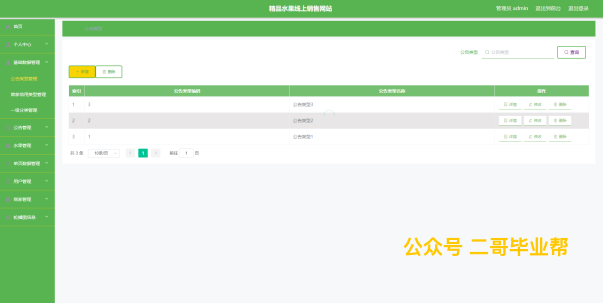 精品水果线上销售网站
管理员 admin 退出到前台 退出登录
首页
个人中心
基础数据管理
公告类型管理
数据与级类型管理
一级分类管理
公告管理
水果管理
单页数据管理
用户管理
商家管理
轮播图信息
公告类型
公告类型 公告类型 查询
添加 删除
索引 公告类型编码 公告类型名称 操作
1 3 公告类型3 详情 修改 删除
2 2 公告类型2 详情 修改 删除
3 1 公告类型1 详情 修改 删除
共 3 条 10条/页 1 前往 1 页
公众号 二哥毕业帮